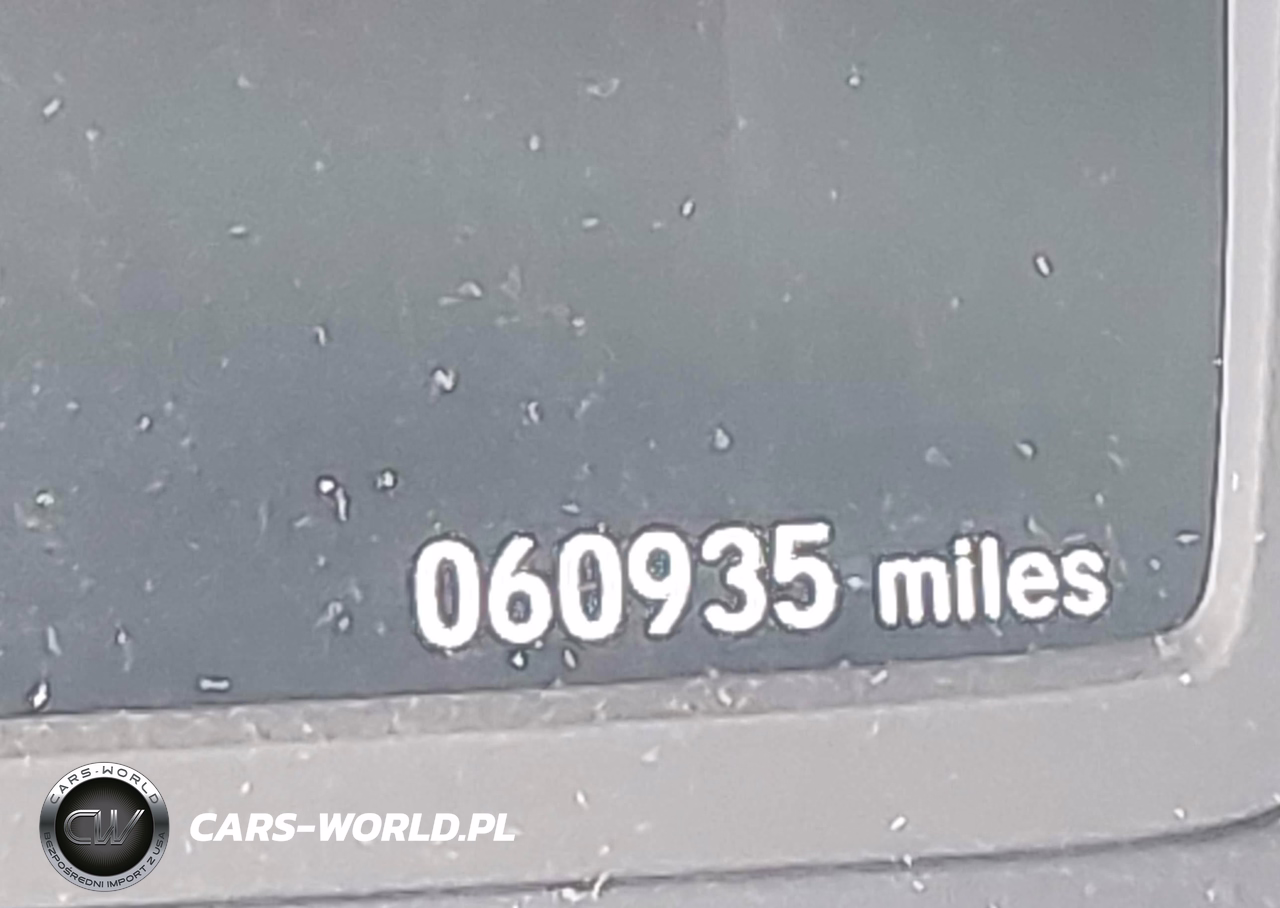 060935 miles
CARS-WORLD
CW
BEZPOŚREDNI IMPORT Z USA
CARS-WORLD.PL